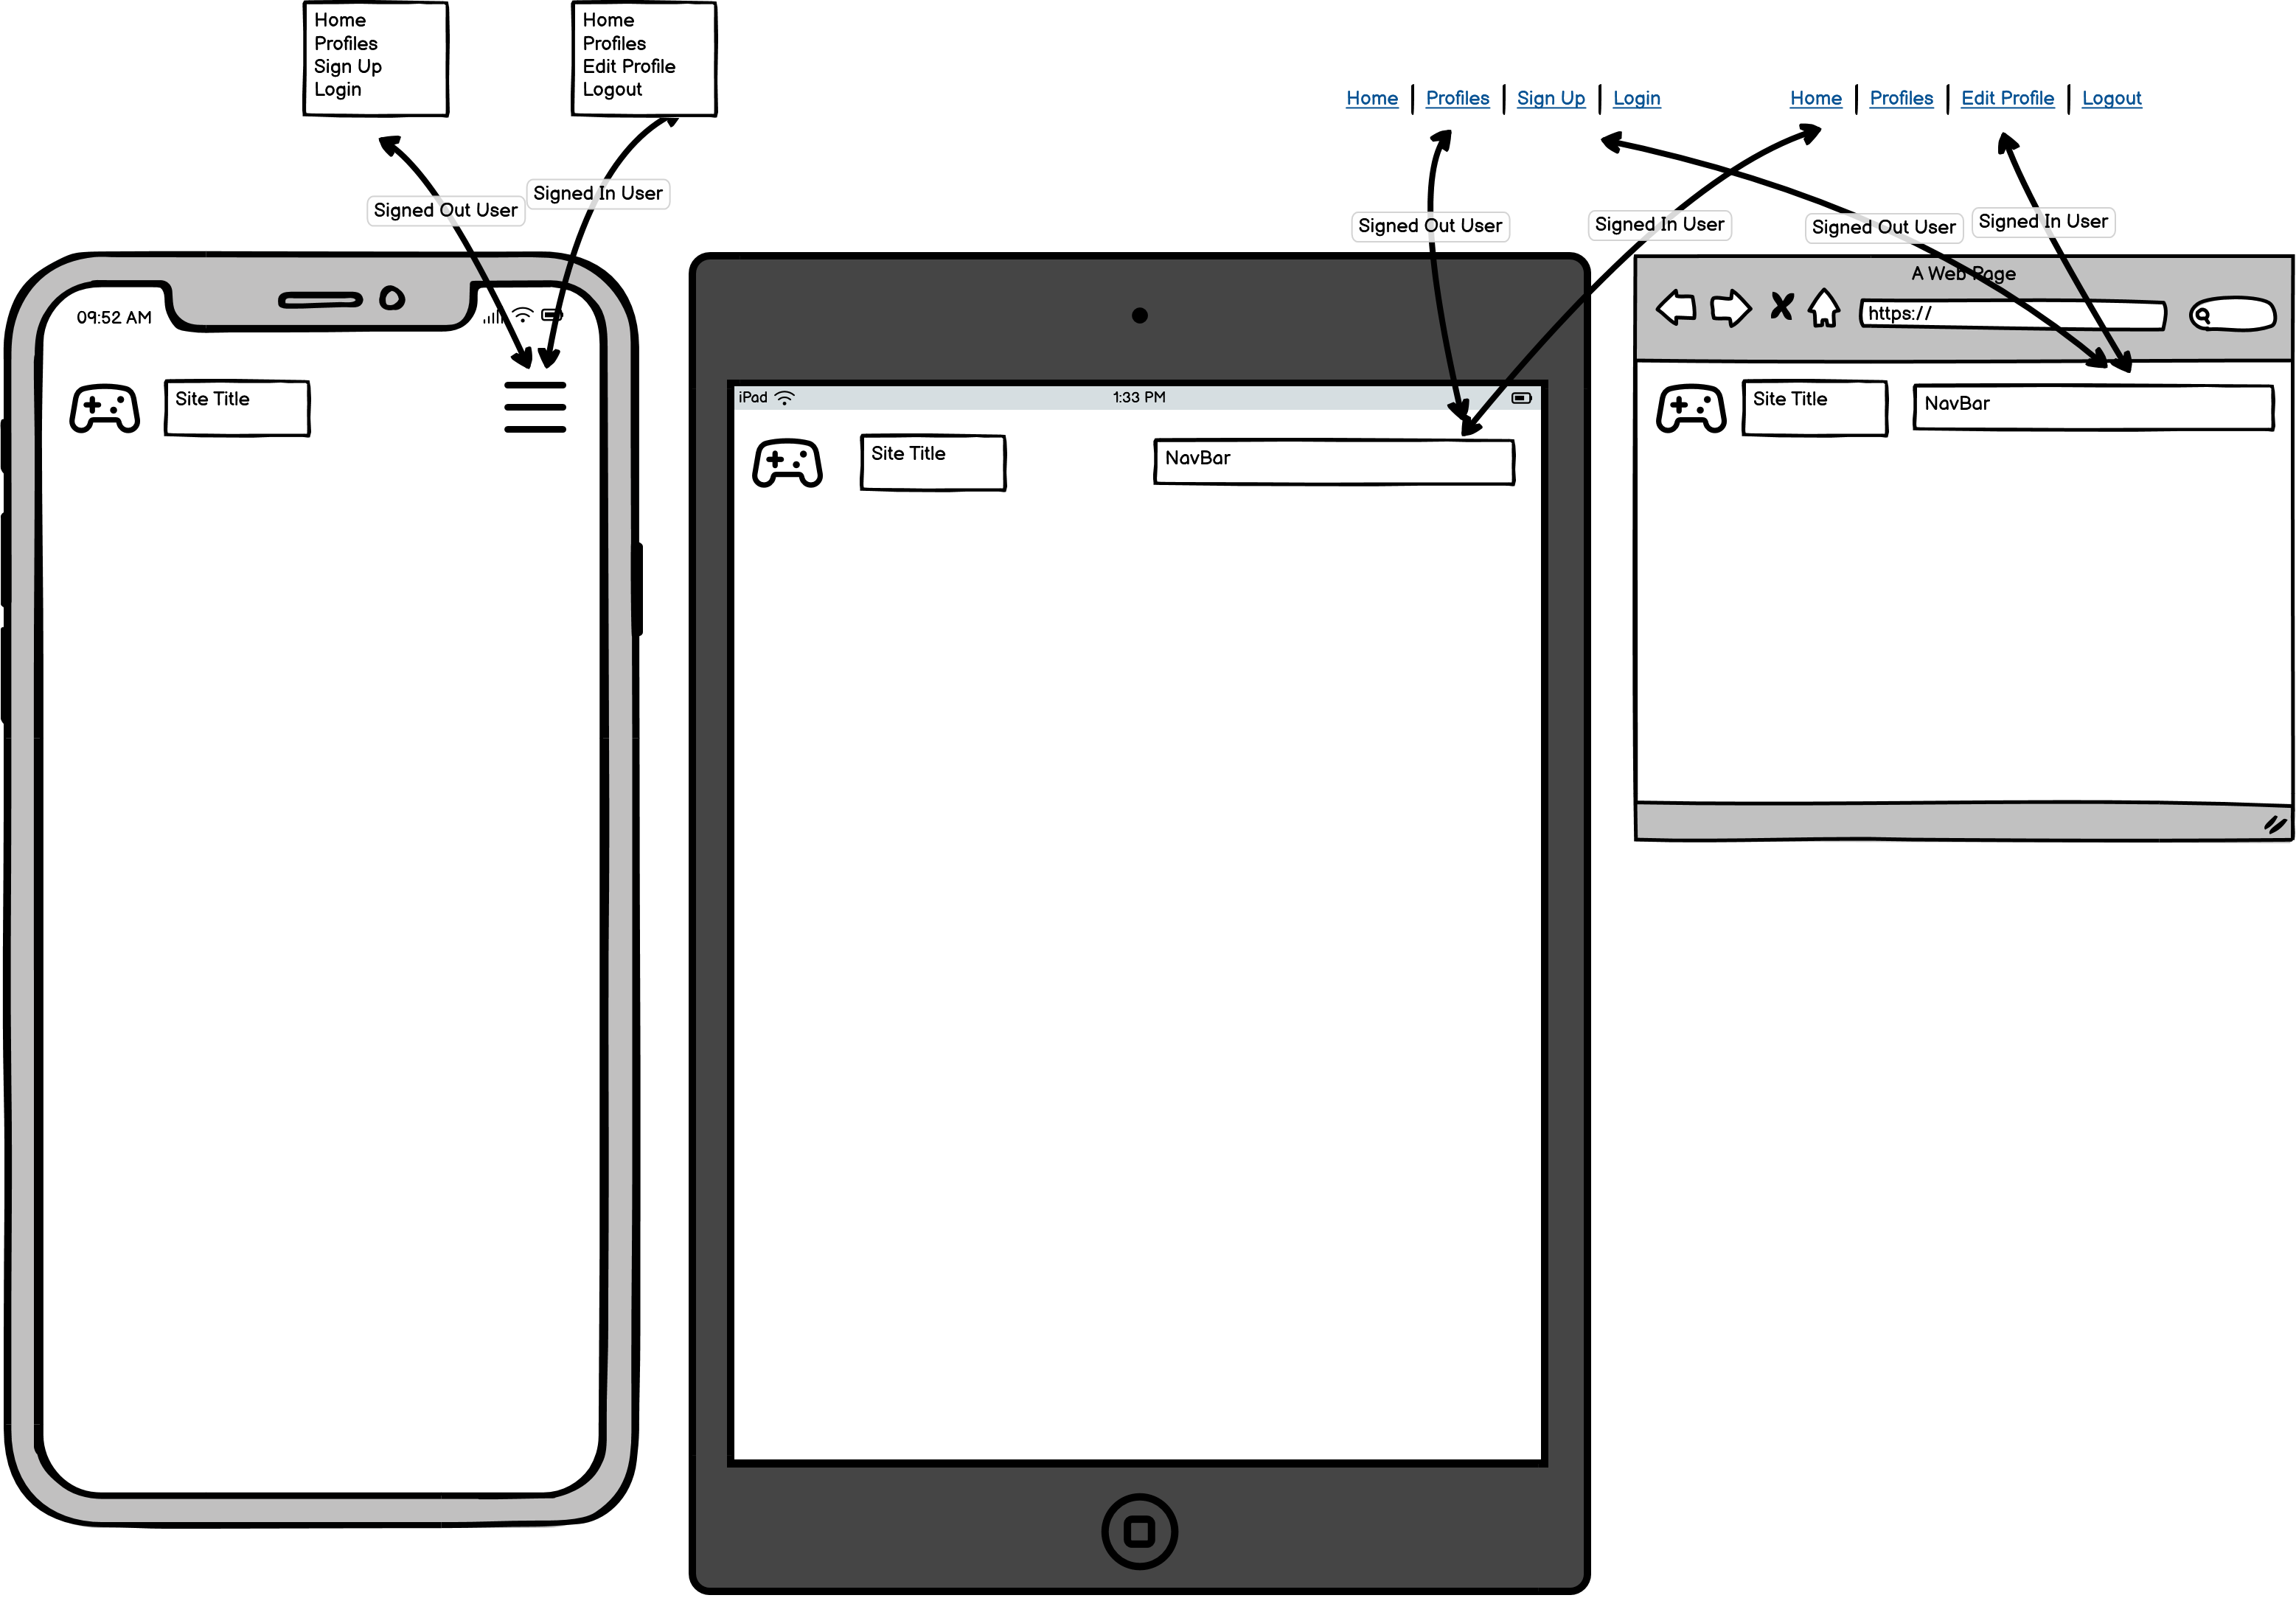 Home
Profiles
Sign Up
Login
Home
Profiles
Edit Profile
Logout
Home Profiles Sign Up Login
Home Profiles Edit Profile Logout
Signed Out User
Signed In User
Signed Out User
Signed In User
Signed Out User
Signed In User
A Web Page
https://
09:52 AM
Site Title
iPad
1:33 PM
Site Title
NavBar
Site Title
NavBar